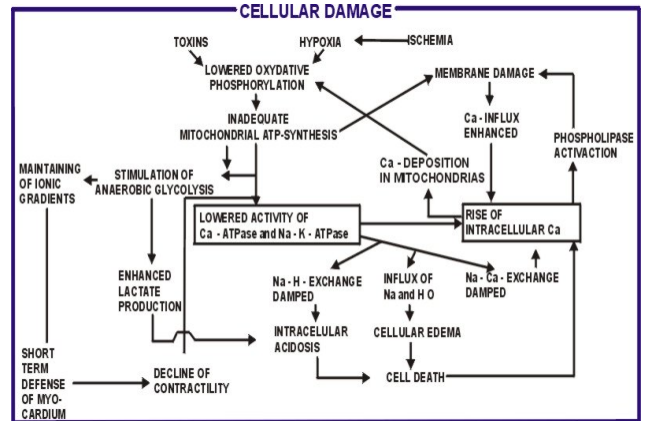 CELLULAR DAMAGE
TOXINS
HYPOXIA
ISCHEMIA
LOWERED OXYDATIVE
PHOSPHORYLATION
MEMBRANE DAMAGE
INADEQUATE
MITOCHONDRIAL ATP-SYNTHESIS
Ca - INFLUX
ENHANCED
PHOSPHOLIPASE
ACTIVACTION
Ca - DEPOSITION
IN MITOCHONDRIAS
MAINTAINING
OF IONIC
GRADIENTS
STIMULATION OF
ANAEROBIC GLYCOLYSIS
LOWERED ACTIVITY OF
Ca - ATPase and Na - K - ATPase
RISE OF
INTRACELLULAR Ca
ENHANCED
LACTATE
PRODUCTION
Na - H - EXCHANGE
DAMPED
INFLUX OF
Na and H O
Na - Ca - EXCHANGE
DAMPED
INTRACELULAR
ACIDOSIS
CELLULAR EDEMA
SHORT
TERM
DEFENSE
OF MYO-
CARDIUM
DECLINE OF
CONTRACTILITY
CELL DEATH